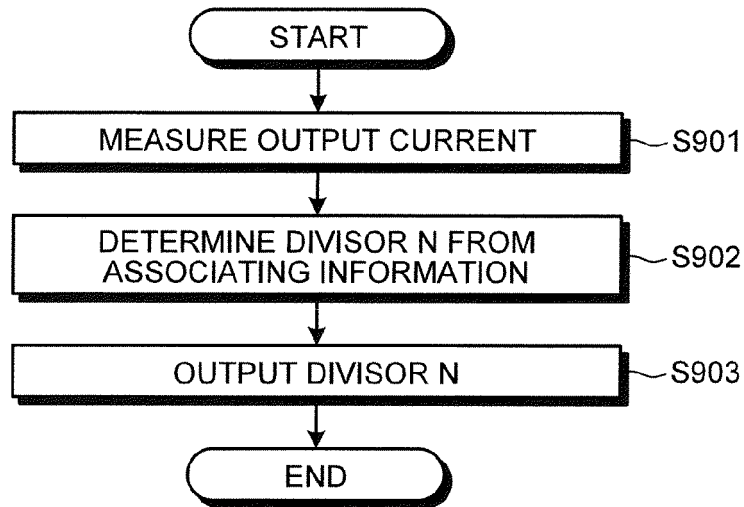 START
MEASURE OUTPUT CURRENT
S901
DETERMINE DIVISOR N FROM
ASSOCIATING INFORMATION
S902
OUTPUT DIVISOR N
S903
END